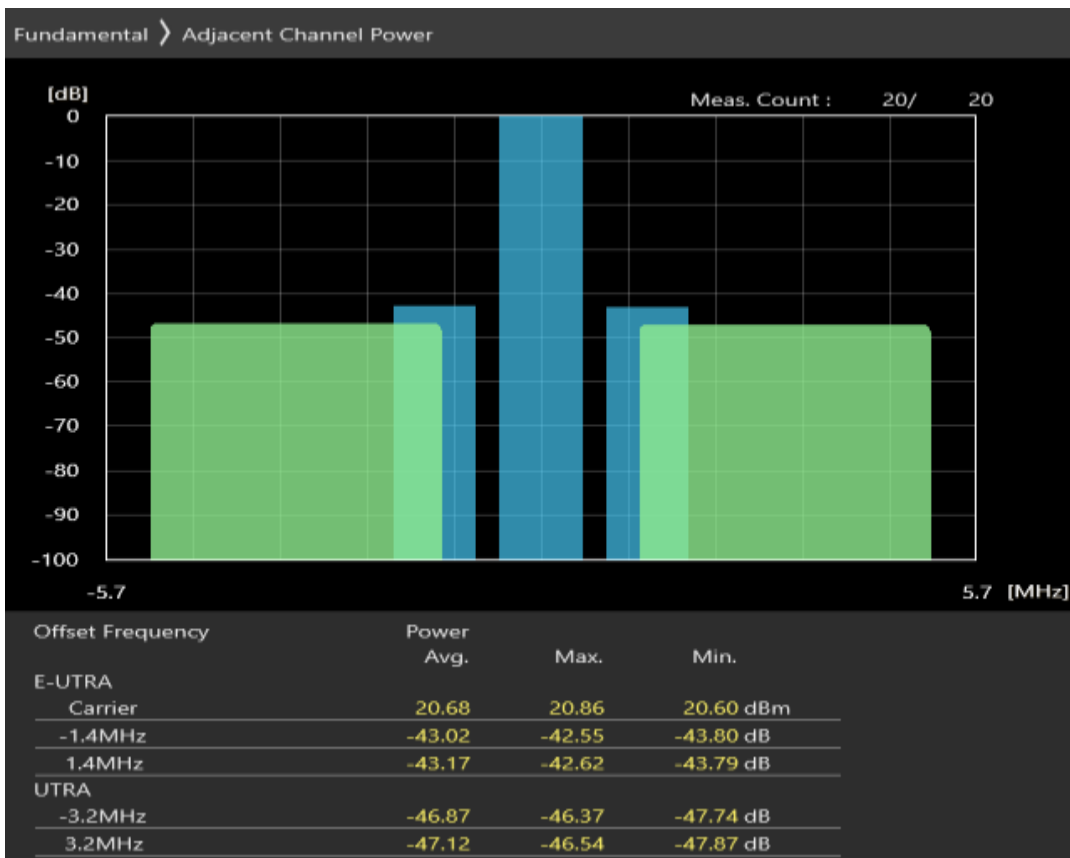 Fundamental 〉 Adjacent Channel Power
[dB]
Meas. Count : 20/ 20
0
-10
-20
-30
-40
-50
-60
-70
-80
-90
-100
-5.7 5.7 [MHz]
Offset Frequency Power
Avg. Max. Min.
E-UTRA
Carrier 20.68 20.86 20.60 dBm
-1.4MHz -43.02 -42.55 -43.80 dB
1.4MHz -43.17 -42.62 -43.79 dB
UTRA
-3.2MHz -46.87 -46.37 -47.74 dB
3.2MHz -47.12 -46.54 -47.87 dB